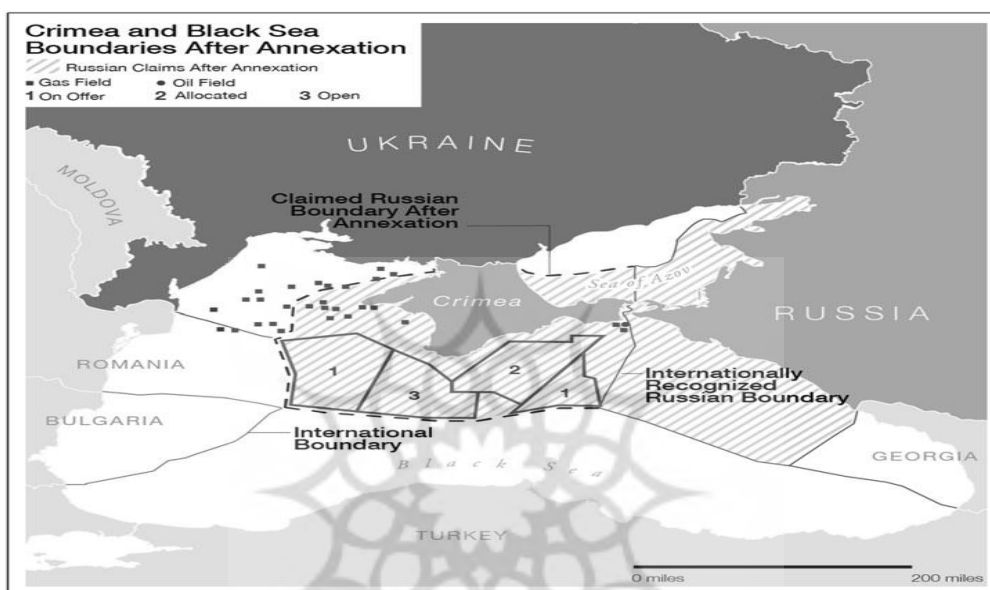 Crimea and Black Sea
Boundaries After Annexation
Russian Claims After Annexation
Gas Field Oil Field
1 On Offer 2 Allocated 3 Open
UKRAINE
MOLDOVA
Claimed Russian
Boundary After
Annexation
Sea of Azov
Crimea
RUSSIA
ROMANIA
1
3
2
1
Internationally
Recognized
Russian Boundary
BULGARIA
International
Boundary
GEORGIA
Black Sea
TURKEY
0 miles 200 miles